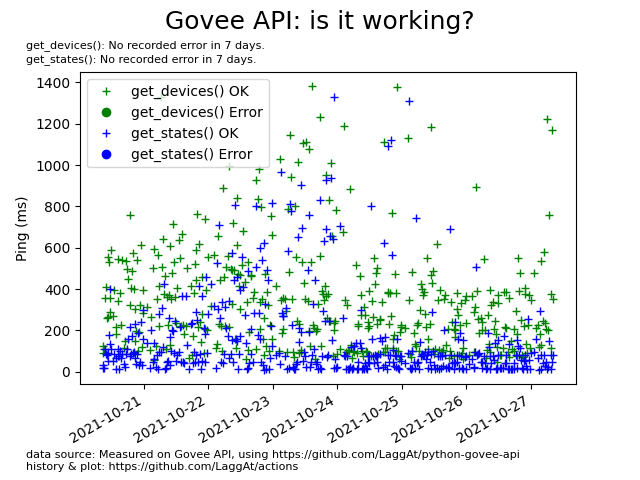 Govee API: is it working?
get_devices(): No recorded error in 7 days.
get_states(): No recorded error in 7 days.
1400
1200
1000
800
600
400
200
0
Ping (ms)
get_devices() OK
get_devices() Error
get_states() OK
get_states() Error
2021-10-21
2021-10-22
2021-10-23
2021-10-24
2021-10-25
2021-10-26
2021-10-27
data source: Measured on Govee API, using https://github.com/LaggAt/python-govee-api
history & plot: https://github.com/LaggAt/actions